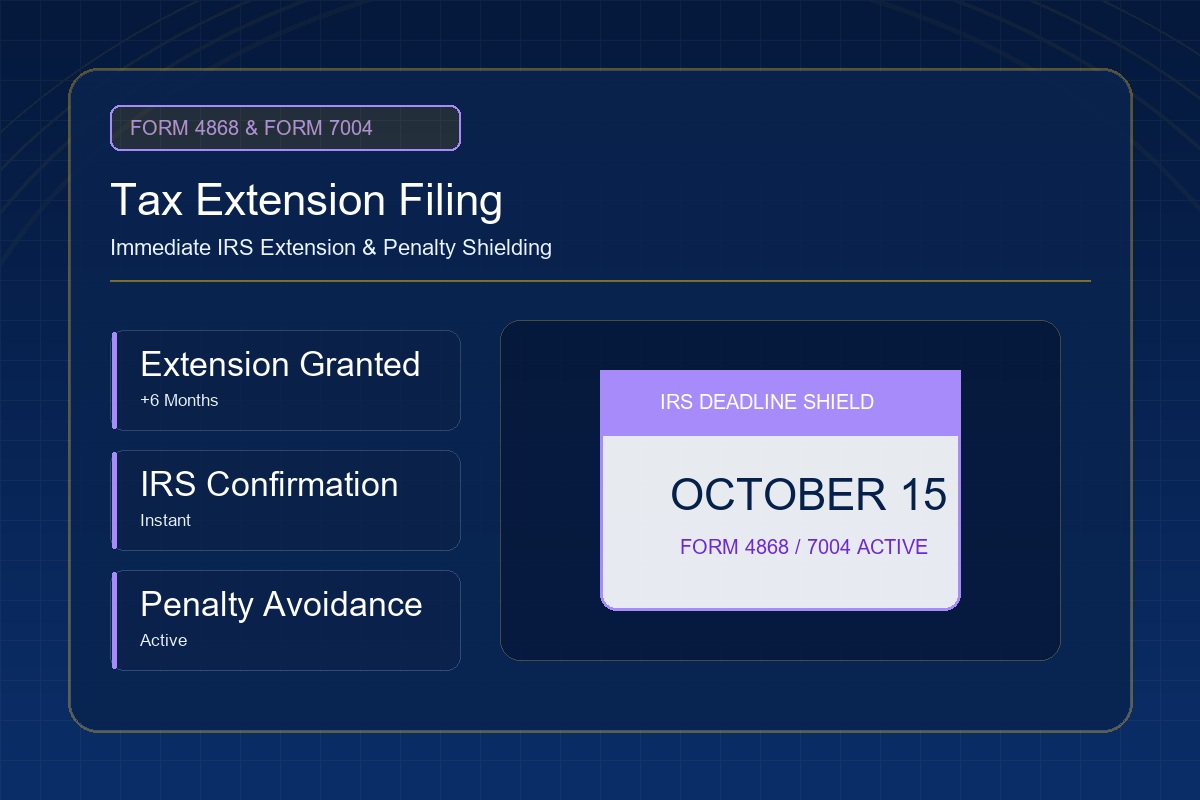 FORM 4868 & FORM 7004
Tax Extension Filing
Immediate IRS Extension & Penalty Shielding
Extension Granted
+6 Months
IRS Confirmation
Instant
Penalty Avoidance
Active
IRS DEADLINE SHIELD
OCTOBER 15
FORM 4868 / 7004 ACTIVE